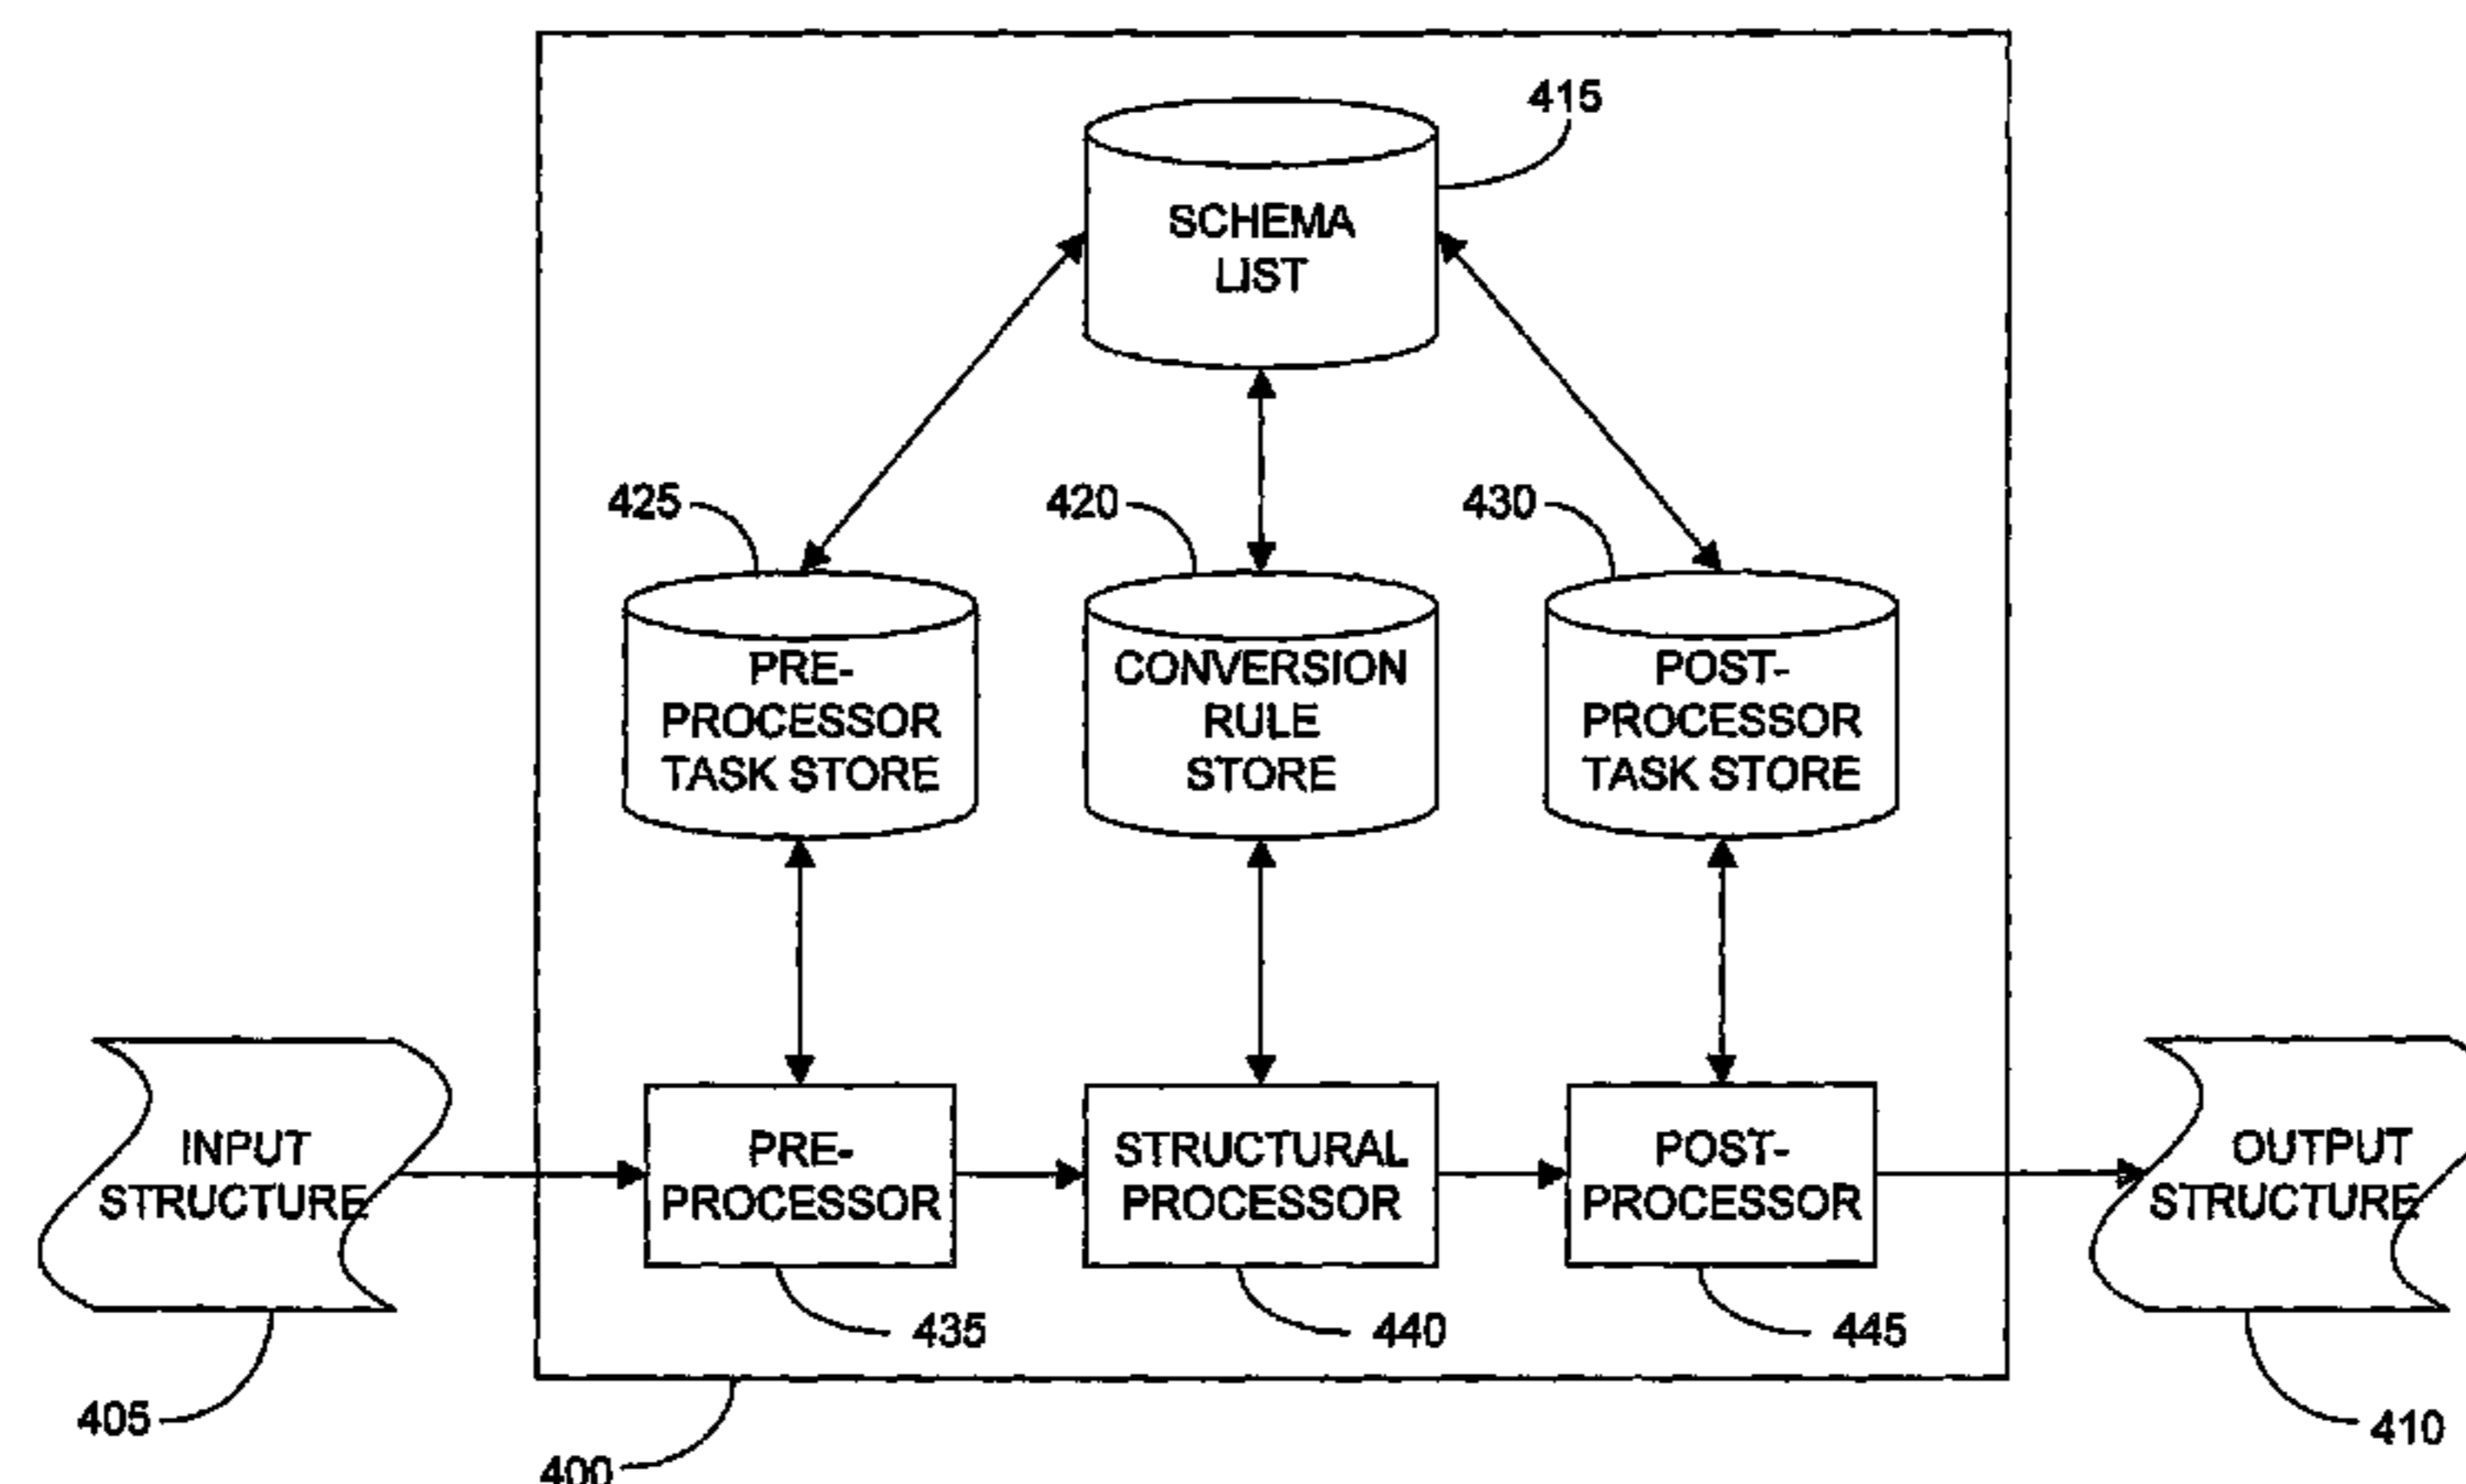 415
SCHEMA
LIST
425
420
430
PRE-
PROCESSOR
TASK STORE
CONVERSION
RULE
STORE
POST-
PROCESSOR
TASK STORE
INPUT
STRUCTURE
PRE-
PROCESSOR
STRUCTURAL
PROCESSOR
POST-
PROCESSOR
OUTPUT
STRUCTURE
435
440
445
405
400
410